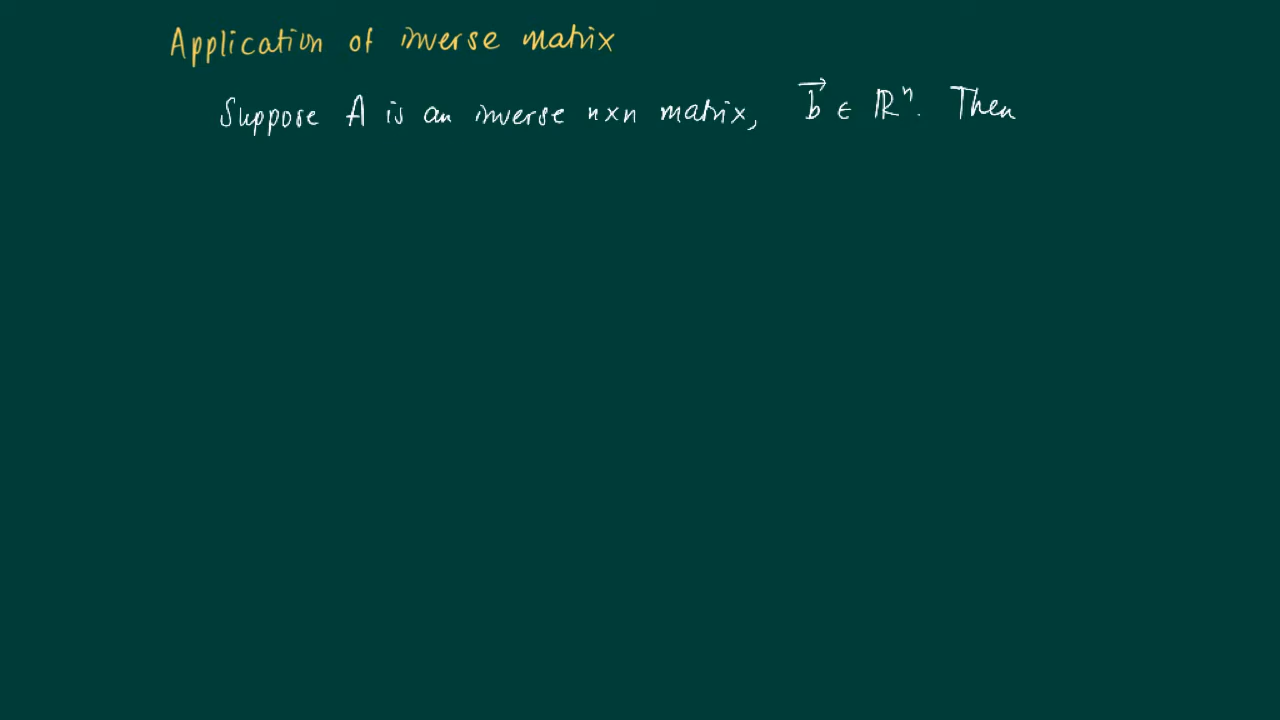 Application of inverse matrix
Suppose A is an inverse n×n matrix, b⃗ ∈ ℝⁿ. Then